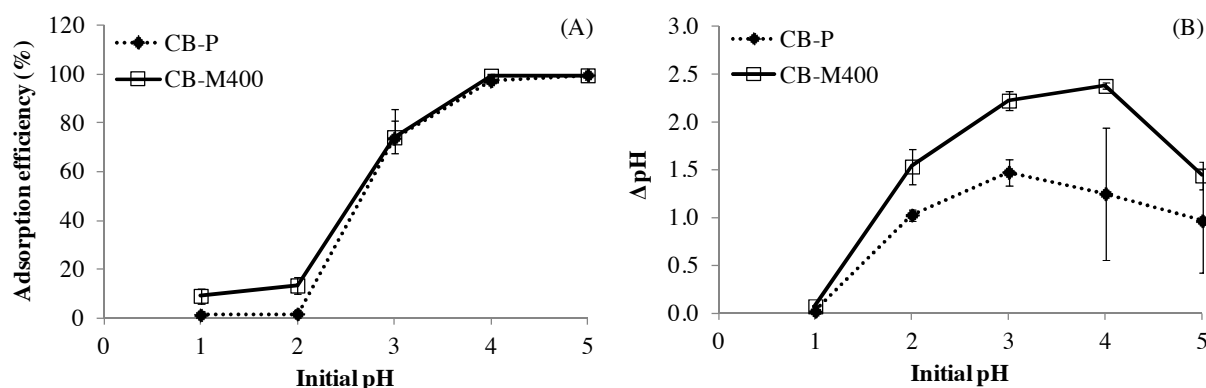 (A)
CB-P
CB-M400
Adsorption efficiency (%)
120
100
80
60
40
20
0
0 1 2 3 4 5
Initial pH
(B)
CB-P
CB-M400
ΔpH
3.0
2.5
2.0
1.5
1.0
0.5
0.0
0 1 2 3 4 5
Initial pH